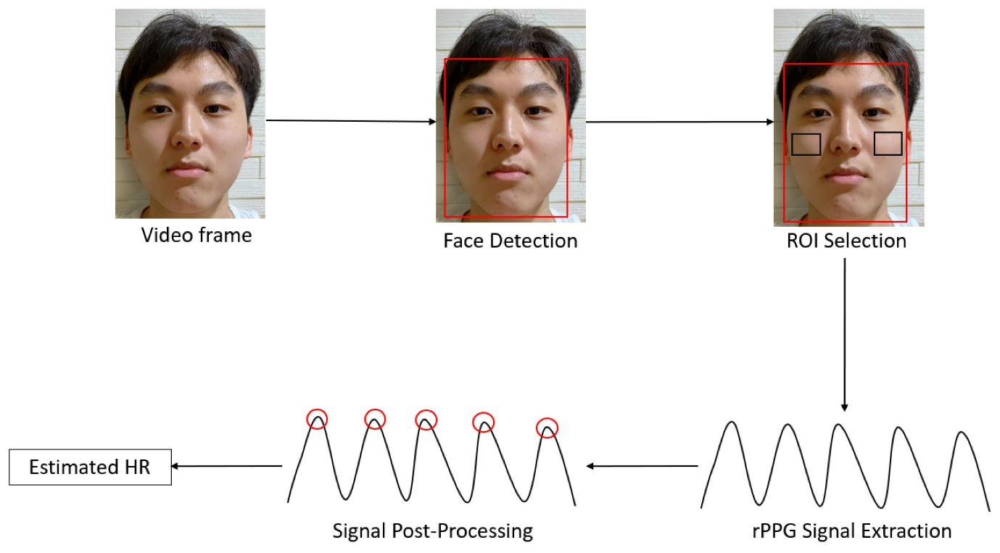 Video frame
Face Detection
ROI Selection
Estimated HR
Signal Post-Processing
rPPG Signal Extraction